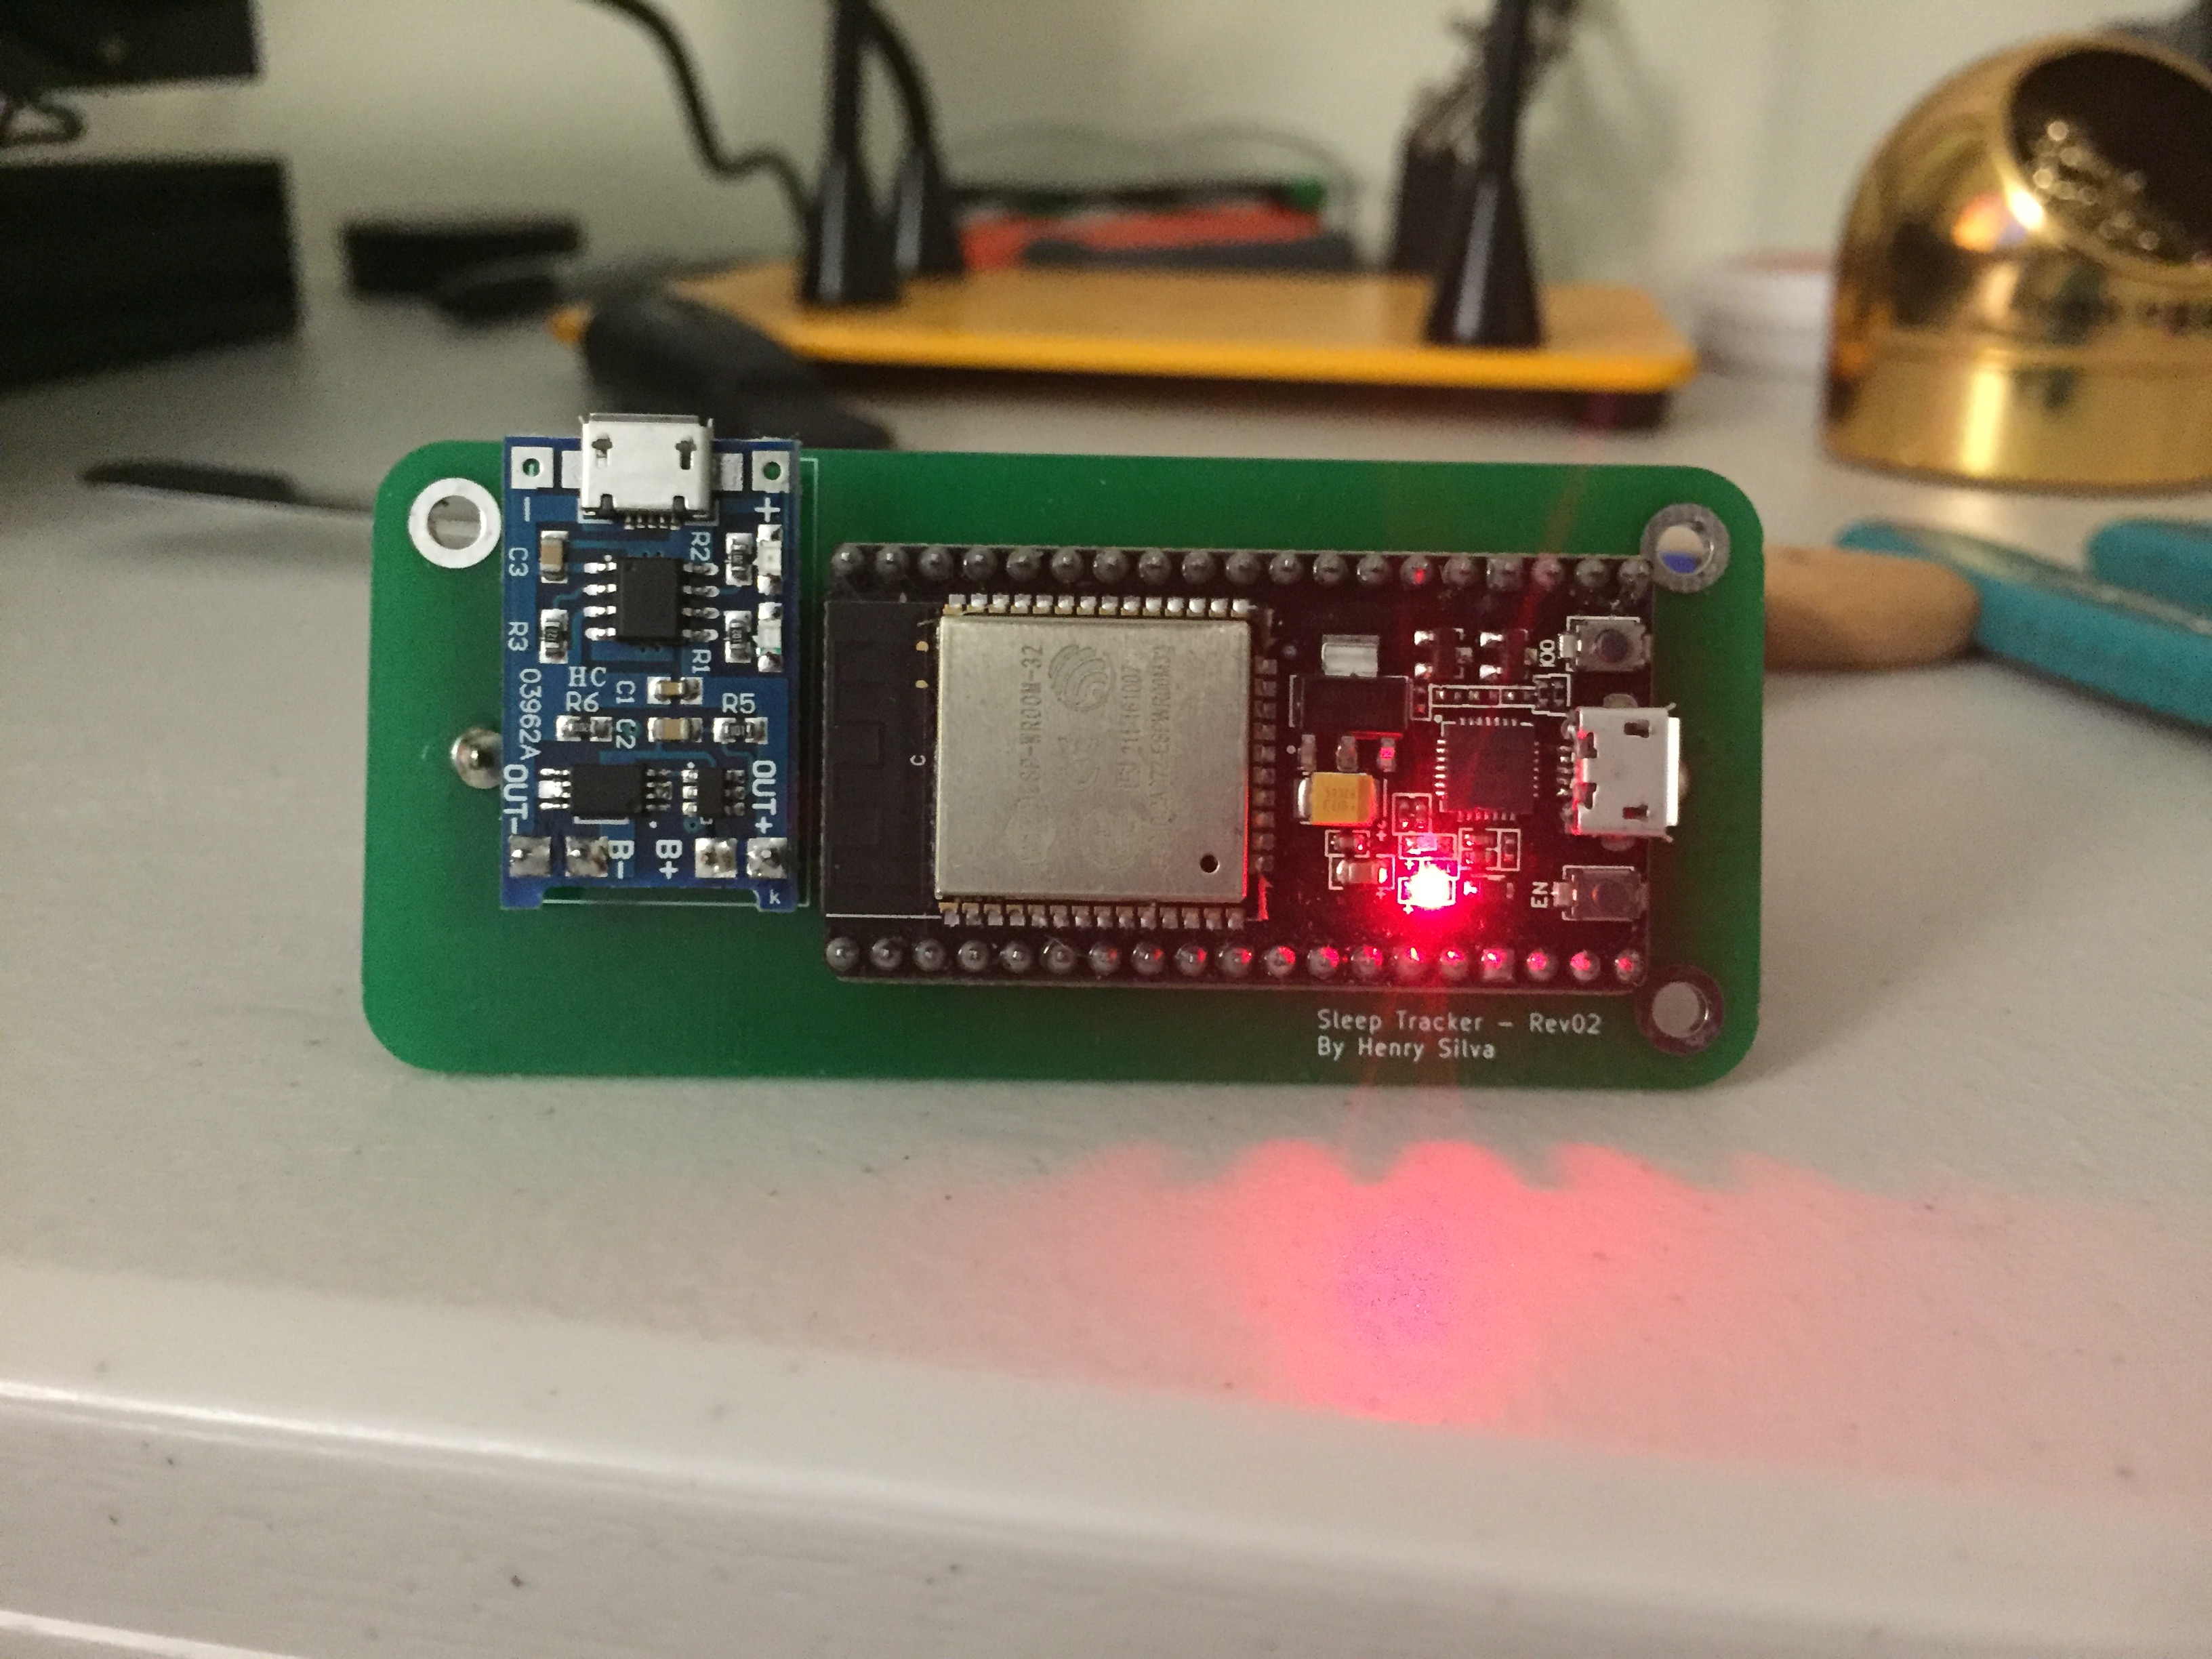 -
+
C3
R2
R3
R1
HC
03962A
R6
C1
C2
R5
OUT-
OUT+
B-
B+
k
C
ESP-WROOM-32
IO0
EN
Sleep Tracker - Rev02
By Henry Silva